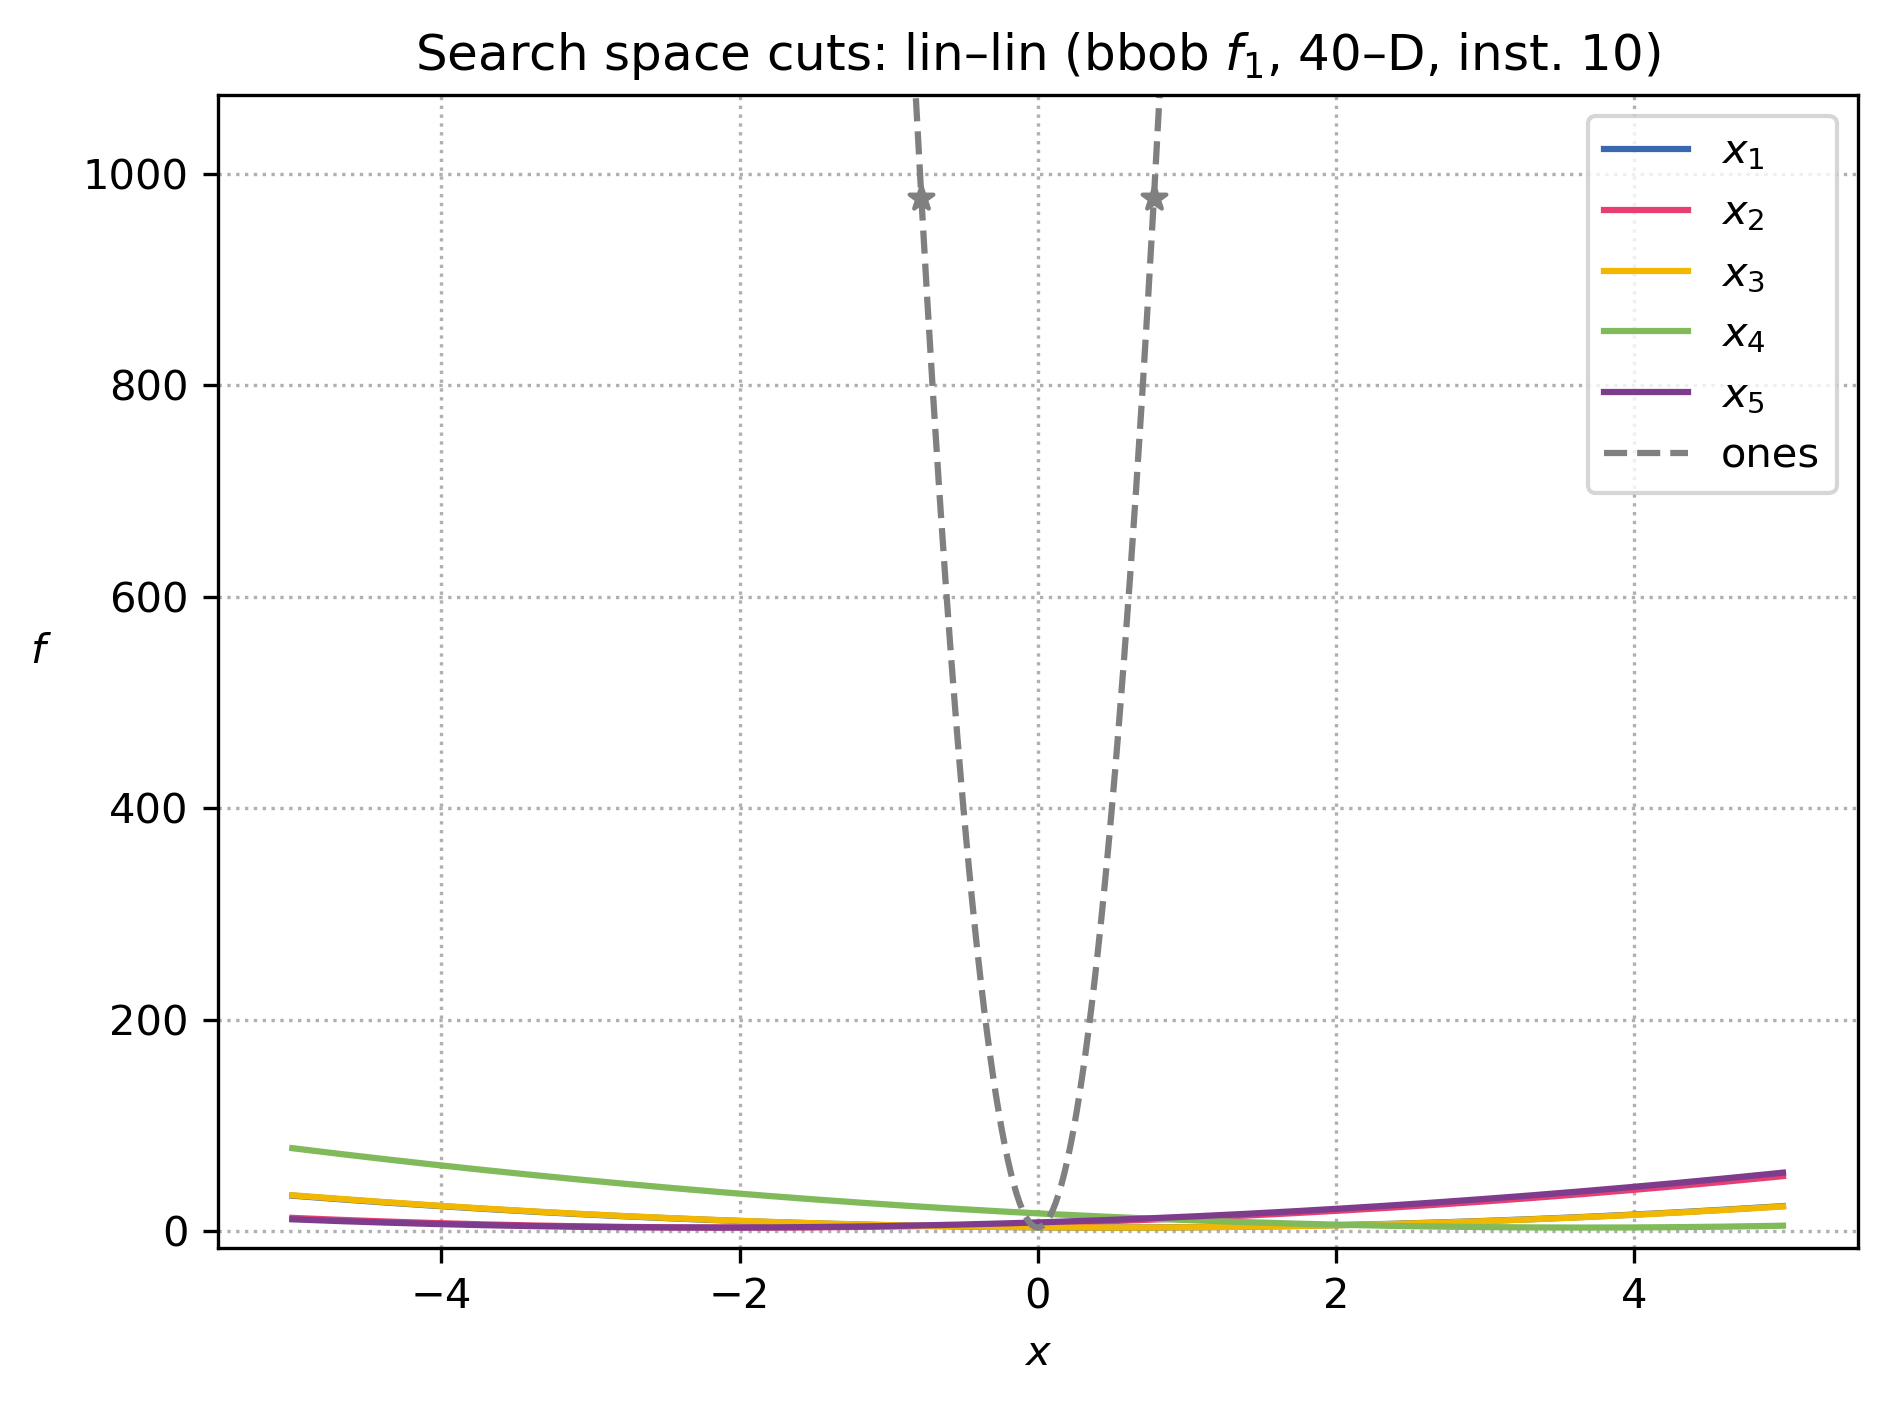 Search space cuts: lin–lin (bbob f₁, 40–D, inst. 10)
1000
800
600
400
200
0
f
−4
−2
0
2
4
x
x₁
x₂
x₃
x₄
x₅
ones